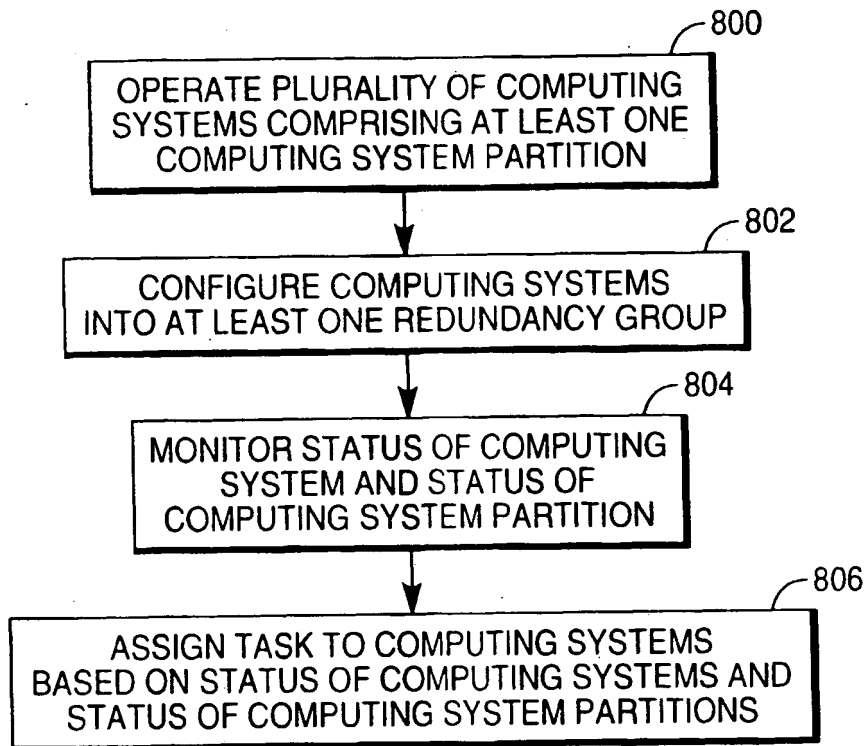 800
OPERATE PLURALITY OF COMPUTING
SYSTEMS COMPRISING AT LEAST ONE
COMPUTING SYSTEM PARTITION
802
CONFIGURE COMPUTING SYSTEMS
INTO AT LEAST ONE REDUNDANCY GROUP
804
MONITOR STATUS OF COMPUTING
SYSTEM AND STATUS OF
COMPUTING SYSTEM PARTITION
806
ASSIGN TASK TO COMPUTING SYSTEMS
BASED ON STATUS OF COMPUTING SYSTEMS AND
STATUS OF COMPUTING SYSTEM PARTITIONS